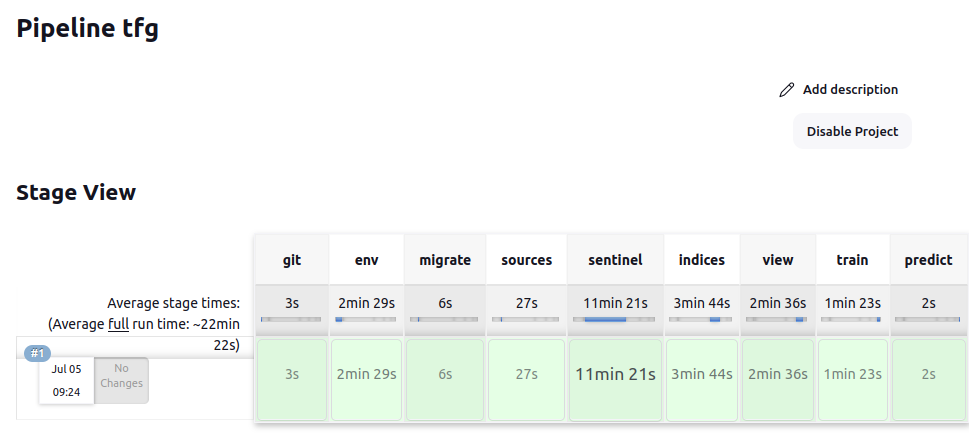 Pipeline tfg
Add description
Disable Project
Stage View
git env migrate sources sentinel indices view train predict
Average stage times:
(Average full run time: ~22min
22s)
3s 2min 29s 6s 27s 11min 21s 3min 44s 2min 36s 1min 23s 2s
#1
Jul 05
09:24
No
Changes
3s 2min 29s 6s 27s 11min 21s 3min 44s 2min 36s 1min 23s 2s